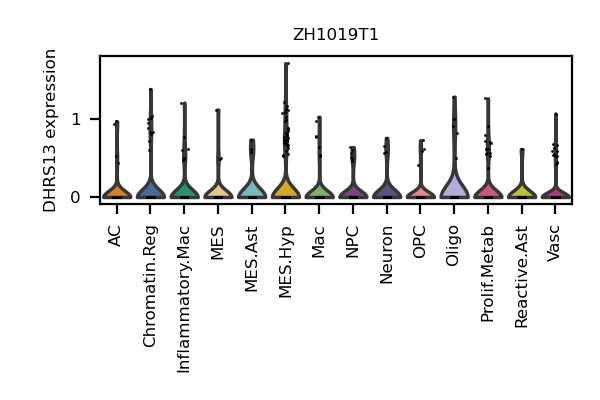 ZH1019T1
DHRS13 expression
1
0
AC
Chromatin.Reg
Inflammatory.Mac
MES
MES.Ast
MES.Hyp
Mac
NPC
Neuron
OPC
Oligo
Prolif.Metab
Reactive.Ast
Vasc